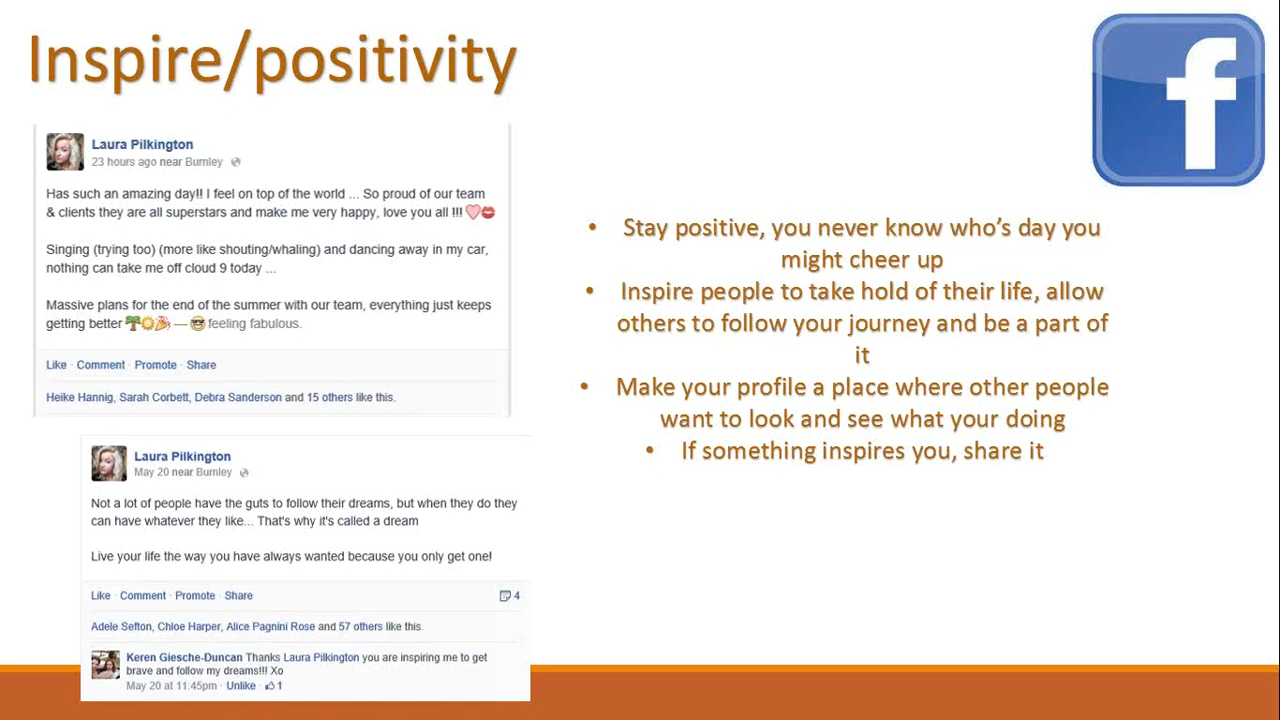 Inspire/positivity
Laura Pilkington
23 hours ago near Burnley
Has such an amazing day!! I feel on top of the world ... So proud of our team
& clients they are all superstars and make me very happy, love you all !!!
Singing (trying too) (more like shouting/whaling) and dancing away in my car,
nothing can take me off cloud 9 today ...
Massive plans for the end of the summer with our team, everything just keeps
getting better — feeling fabulous.
Like · Comment · Promote · Share
Heike Hannig, Sarah Corbett, Debra Sanderson and 15 others like this.
Laura Pilkington
May 20 near Burnley
Not a lot of people have the guts to follow their dreams, but when they do they
can have whatever they like... That's why it's called a dream
Live your life the way you have always wanted because you only get one!
Like · Comment · Promote · Share 4
Adele Sefton, Chloe Harper, Alice Pagnini Rose and 57 others like this.
Keren Giesche-Duncan Thanks Laura Pilkington you are inspiring me to get
brave and follow my dreams!!! Xo
May 20 at 11:45pm · Unlike · 1
f
• Stay positive, you never know who's day you
might cheer up
• Inspire people to take hold of their life, allow
others to follow your journey and be a part of
it
• Make your profile a place where other people
want to look and see what your doing
• If something inspires you, share it